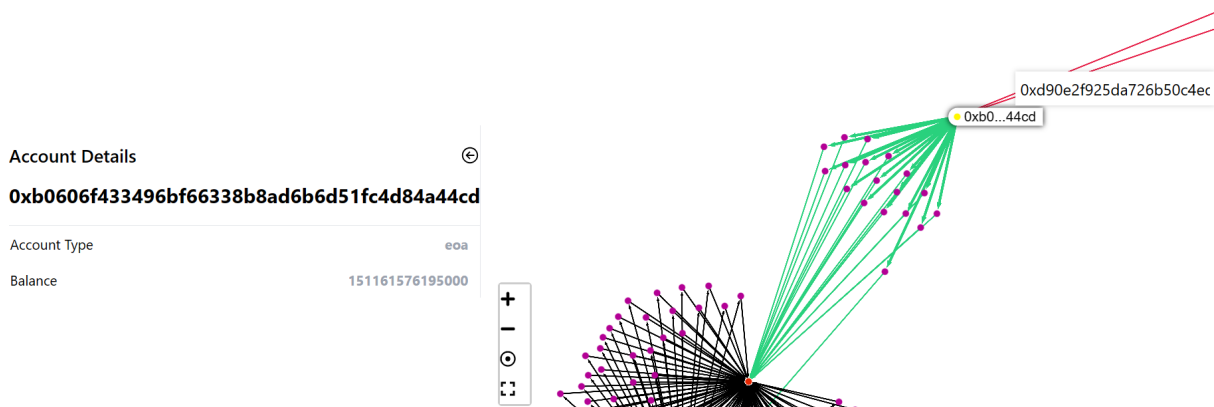 0xd90e2f925da726b50c4ec
0xb0...44cd
Account Details
0xb0606f433496bf66338b8ad6b6d51fc4d84a44cd
Account Type eoa
Balance 151161576195000